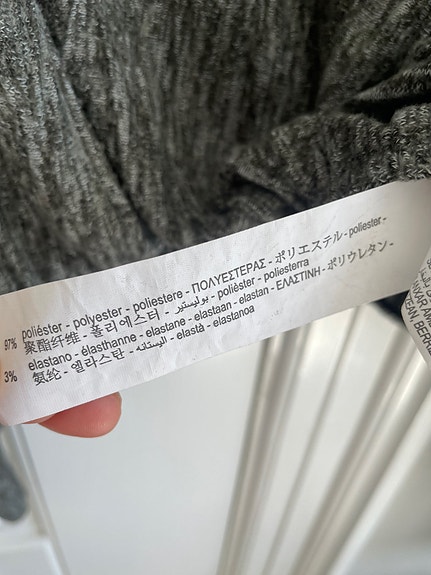 97% poliéster - polyester - poliestere - ΠΟΛΥΕΣΤΕΡΑΣ - ポリエステル - poliester -
聚酯纤维 - 폴리에스터 - بوليستير - polièster - poliesterra
3% elastano - élasthanne - elastane - elastaan - elastan - ΕΛΑΣΤΙΝΗ - ポリウレタン -
氨纶 - 엘라스탄 - اليستانه - elastà - elastanoa